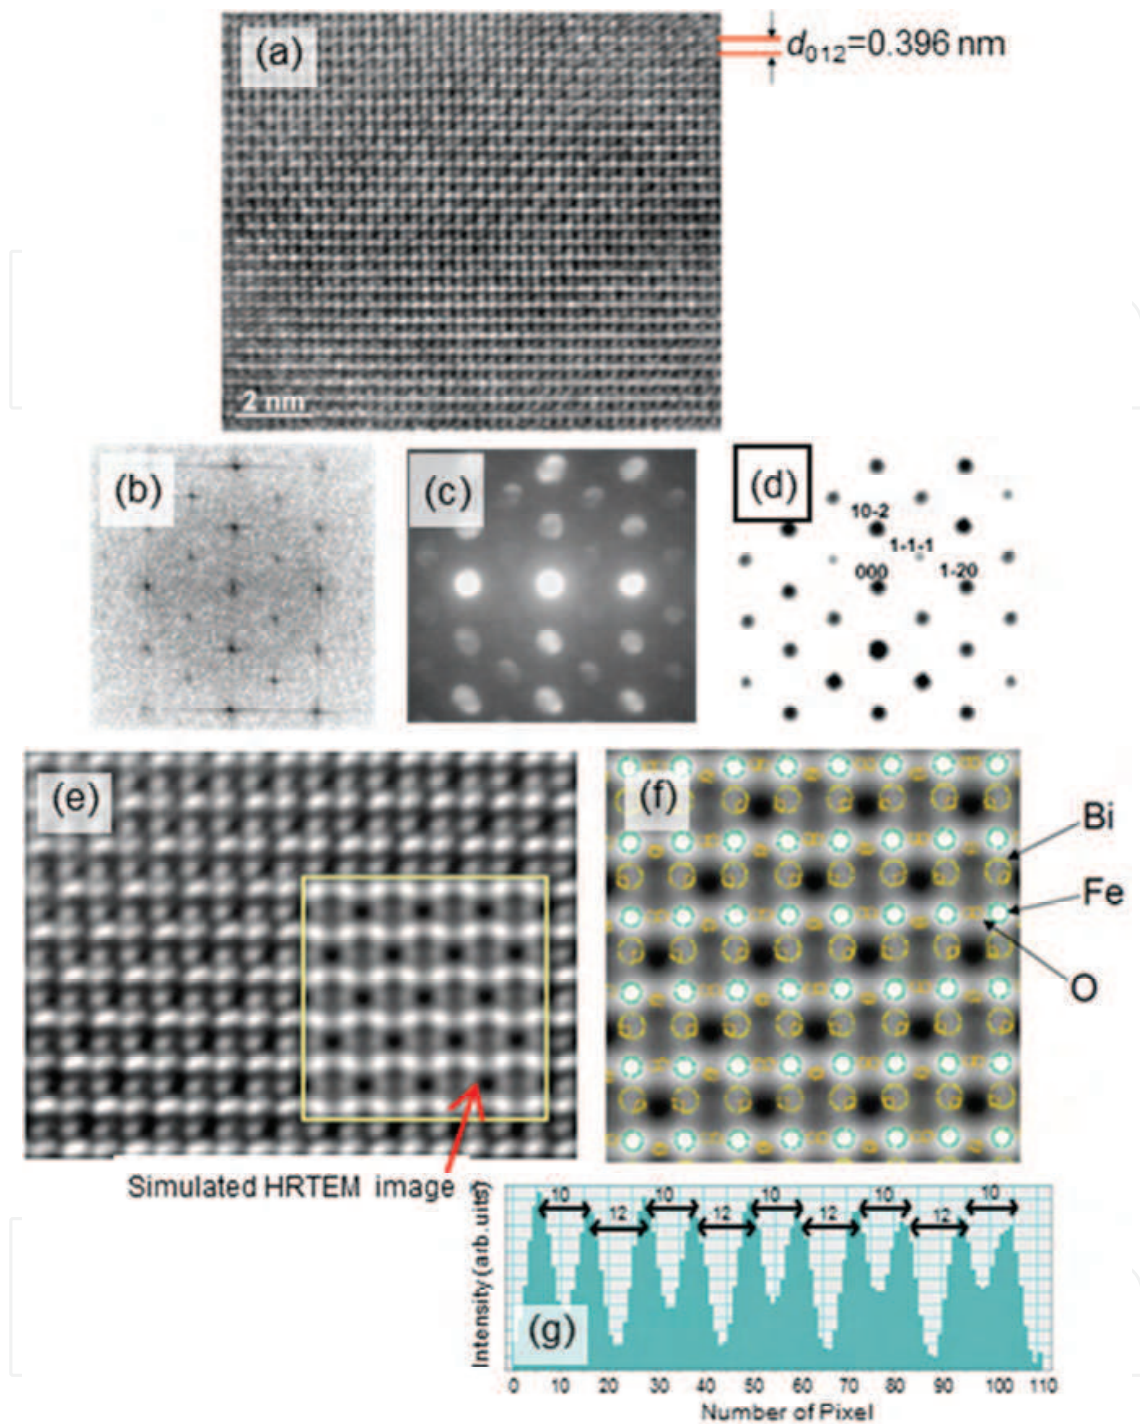 (a)
d012=0.396 nm
2 nm
(b)
(c)
(d)
10-2
1-1-1
000
1-20
(e)
(f)
Bi
Fe
O
Simulated HRTEM image
10 10 10 10 10
12 12 12 12
Intensity (arb.uits)
(g)
0 10 20 30 40 50 60 70 80 90 100 110
Number of Pixel